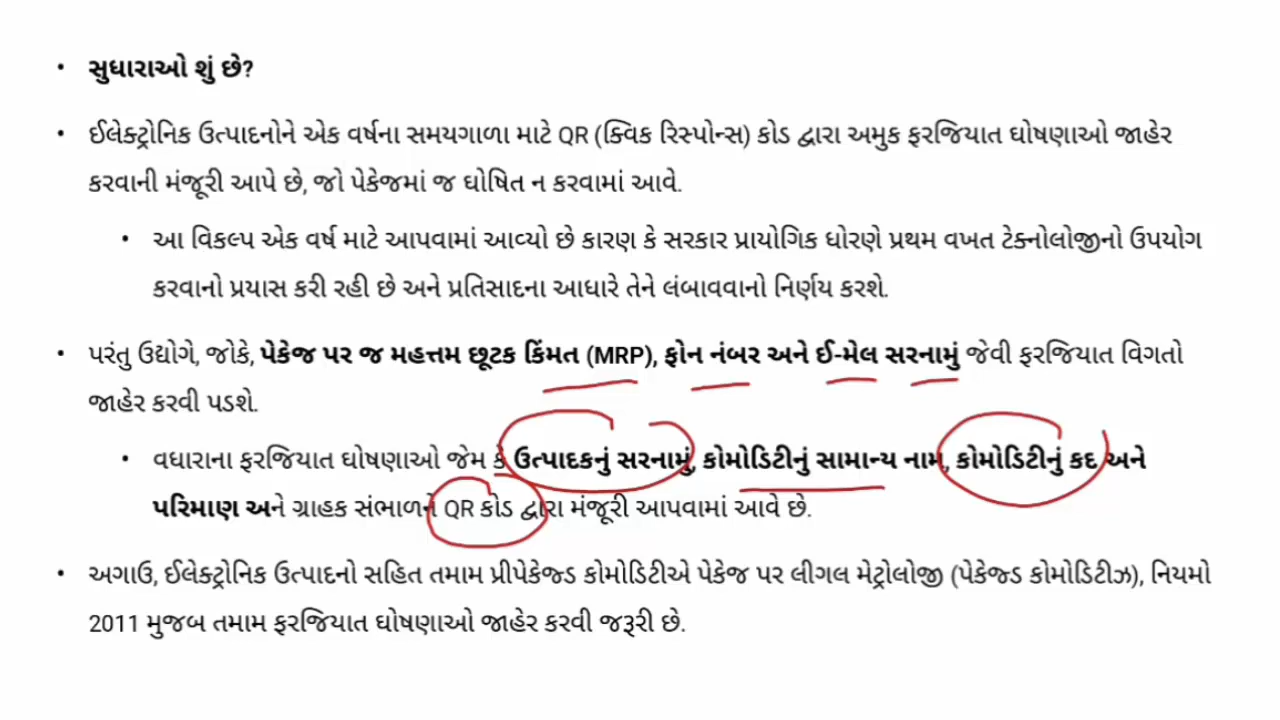 • સુધારાઓ શું છે?
• ઈલેક્ટ્રોનિક ઉત્પાદનોને એક વર્ષના સમયગાળા માટે QR (ક્વિક રિસ્પોન્સ) કોડ દ્વારા અમુક ફરજિયાત ઘોષણાઓ જાહેર
કરવાની મંજૂરી આપે છે, જો પેકેજમાં જ ઘોષિત ન કરવામાં આવે.
• આ વિકલ્પ એક વર્ષ માટે આપવામાં આવ્યો છે કારણ કે સરકાર પ્રાયોગિક ધોરણે પ્રથમ વખત ટેક્નોલોજીનો ઉપયોગ
કરવાનો પ્રયાસ કરી રહી છે અને પ્રતિસાદના આધારે તેને લંબાવવાનો નિર્ણય કરશે.
• પરંતુ ઉદ્યોગે, જોકે, પેકેજ પર જ મહત્તમ છૂટક કિંમત (MRP), ફોન નંબર અને ઈ-મેલ સરનામું જેવી ફરજિયાત વિગતો
જાહેર કરવી પડશે.
• વધારાના ફરજિયાત ઘોષણાઓ જેમ કે ઉત્પાદકનું સરનામું, કોમોડિટીનું સામાન્ય નામ, કોમોડિટીનું કદ અને
પરિમાણ અને ગ્રાહક સંભાળને QR કોડ દ્વારા મંજૂરી આપવામાં આવે છે.
• અગાઉ, ઈલેક્ટ્રોનિક ઉત્પાદનો સહિત તમામ પ્રીપેકેજ્ડ કોમોડિટીએ પેકેજ પર લીગલ મેટ્રોલોજી (પેકેજ્ડ કોમોડિટીઝ), નિયમો
2011 મુજબ તમામ ફરજિયાત ઘોષણાઓ જાહેર કરવી જરૂરી છે.